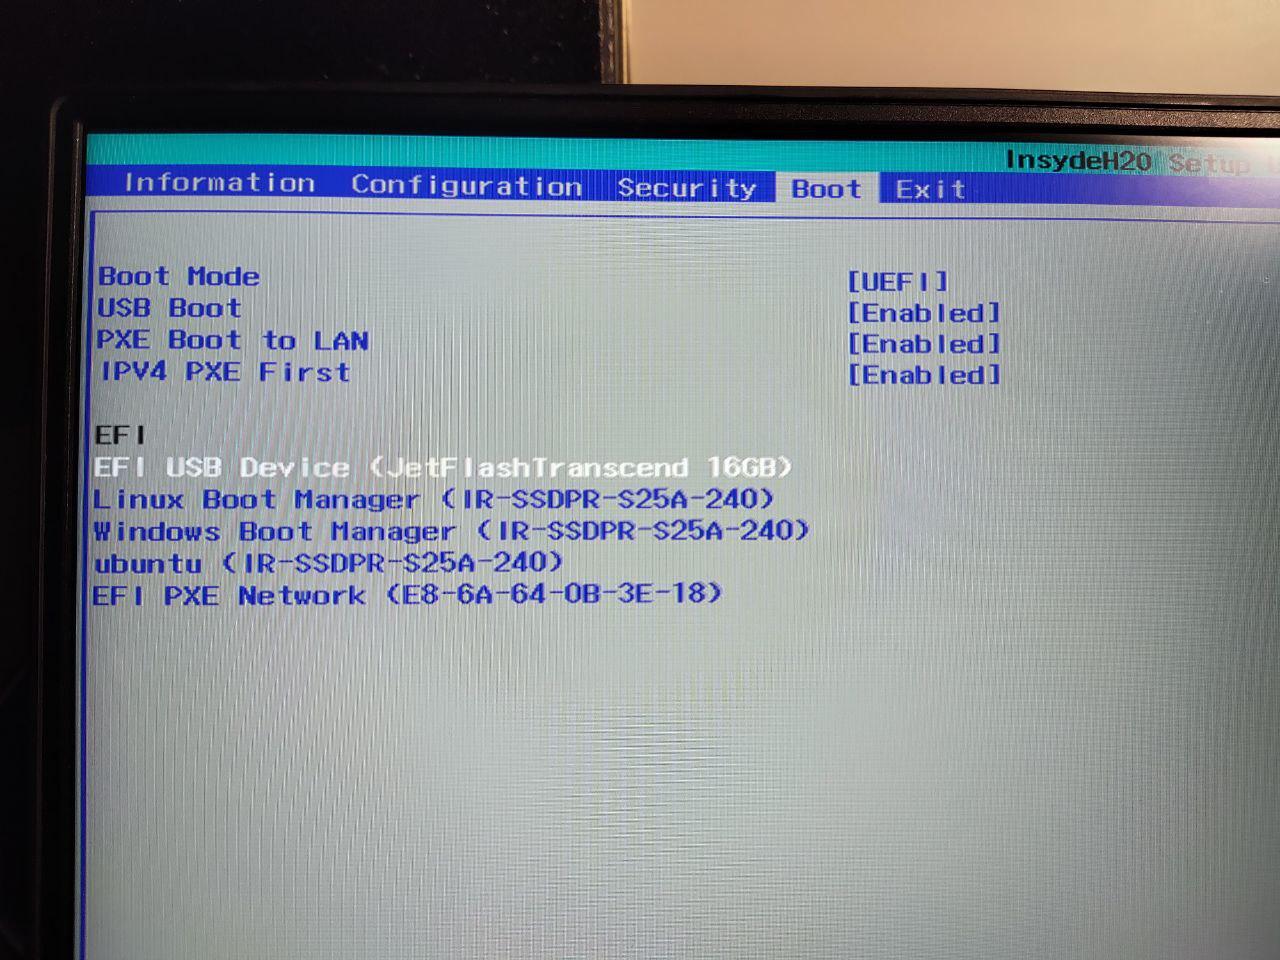 InsydeH20 Setup
Information Configuration Security Boot Exit
Boot Mode [UEFI]
USB Boot [Enabled]
PXE Boot to LAN [Enabled]
IPV4 PXE First [Enabled]
EFI
EFI USB Device (JetFlashTranscend 16GB)
Linux Boot Manager (IR-SSDPR-S25A-240)
Windows Boot Manager (IR-SSDPR-S25A-240)
ubuntu (IR-SSDPR-S25A-240)
EFI PXE Network (E8-6A-64-0B-3E-18)